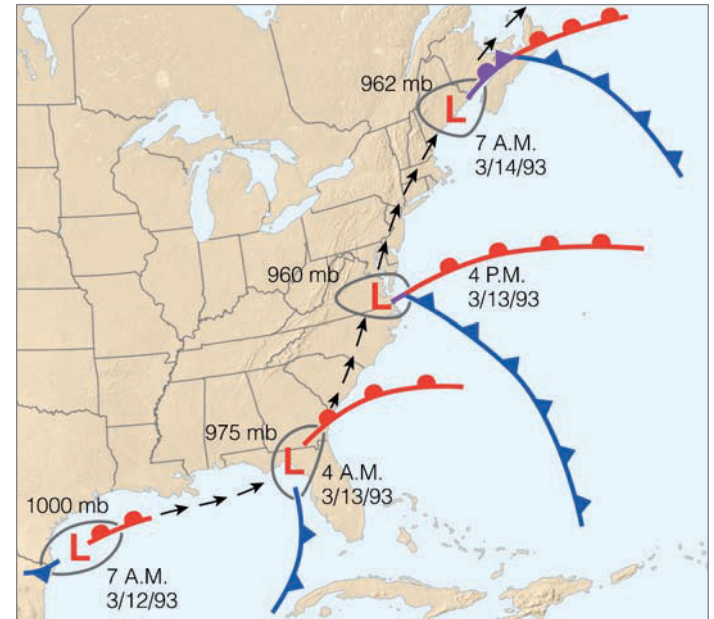 962 mb
L
7 A.M.
3/14/93
960 mb
L
4 P.M.
3/13/93
975 mb
L
4 A.M.
3/13/93
1000 mb
L
7 A.M.
3/12/93